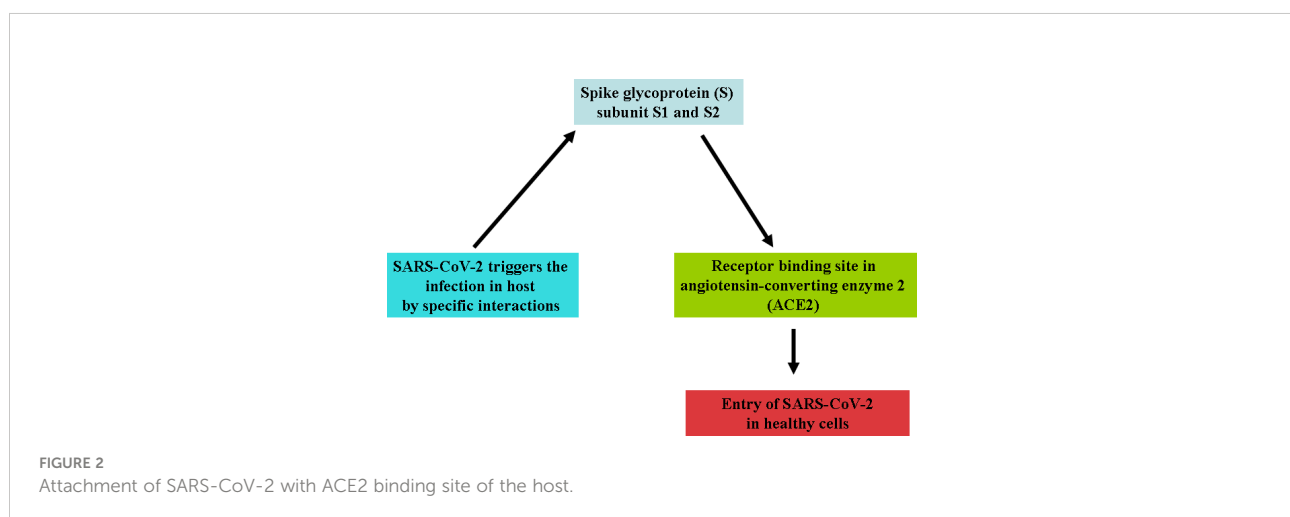 Spike glycoprotein (S)
subunit S1 and S2
SARS-CoV-2 triggers the
infection in host
by specific interactions
Receptor binding site in
angiotensin-converting enzyme 2
(ACE2)
Entry of SARS-CoV-2
in healthy cells
FIGURE 2
Attachment of SARS-CoV-2 with ACE2 binding site of the host.